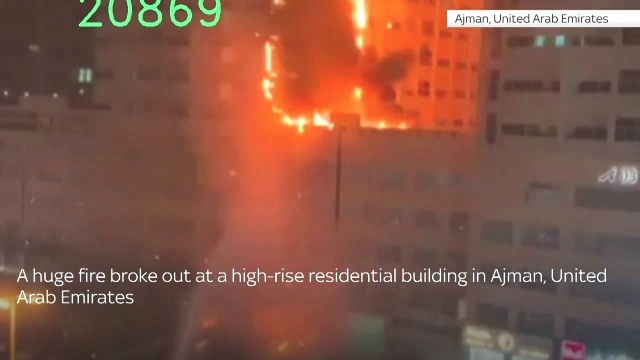 20869
Ajman, United Arab Emirates
A huge fire broke out at a high-rise residential building in Ajman, United
Arab Emirates